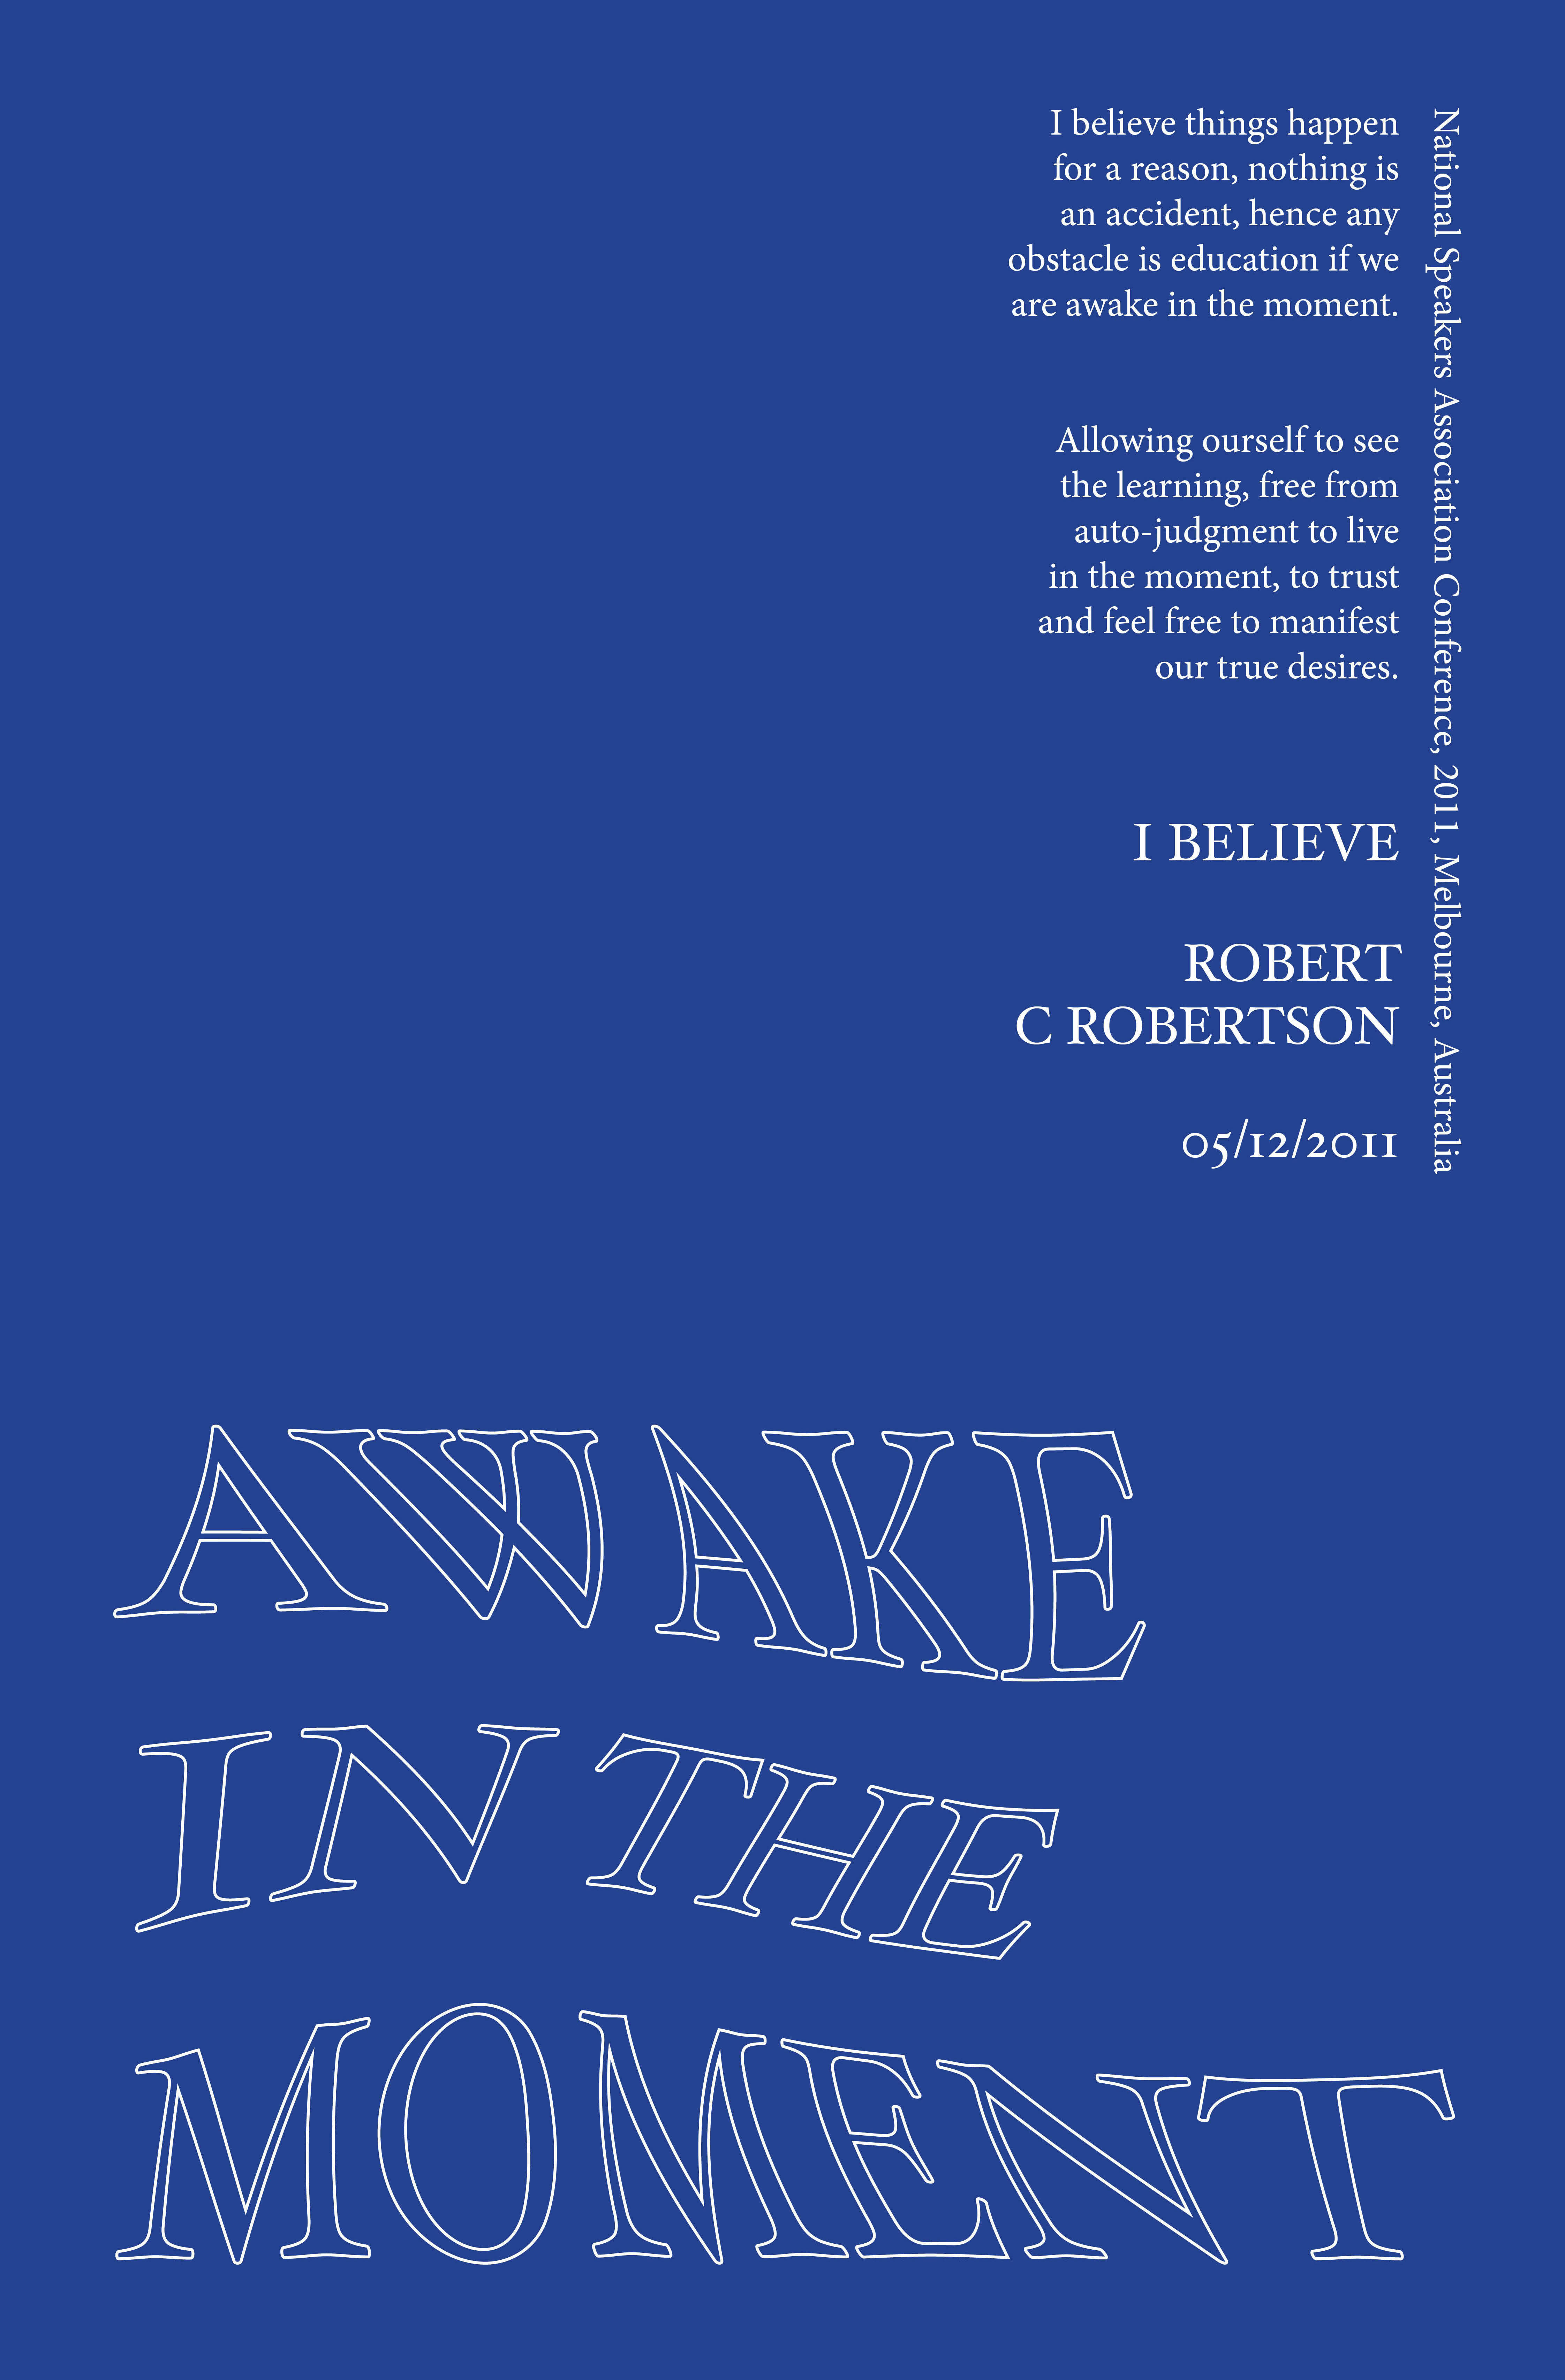 I believe things happen
for a reason, nothing is
an accident, hence any
obstacle is education if we
are awake in the moment.
Allowing ourself to see
the learning, free from
auto-judgment to live
in the moment, to trust
and feel free to manifest
our true desires.
I BELIEVE
ROBERT
C ROBERTSON
05/12/2011
National Speakers Association Conference, 2011, Melbourne, Australia
AWAKE
IN THE
MOMENT